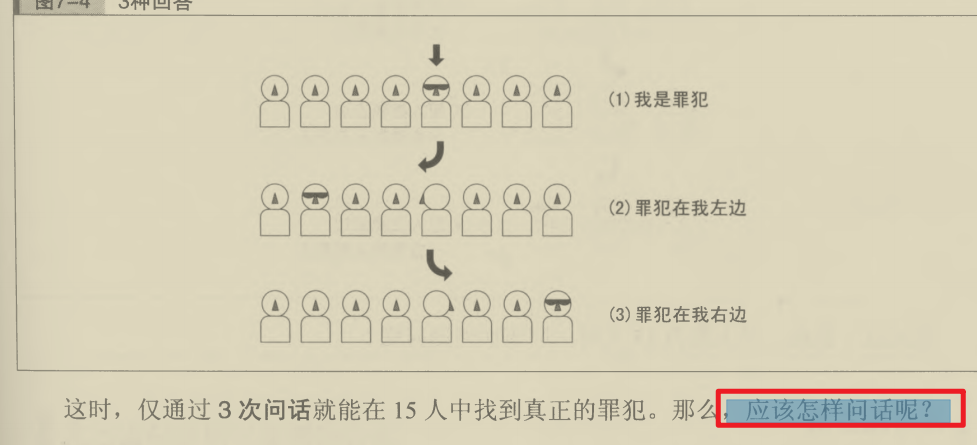 图7-4 3种回答
(1)我是罪犯
(2)罪犯在我左边
(3)罪犯在我右边
这时，仅通过3次问话就能在15人中找到真正的罪犯。那么，应该怎样问话呢？